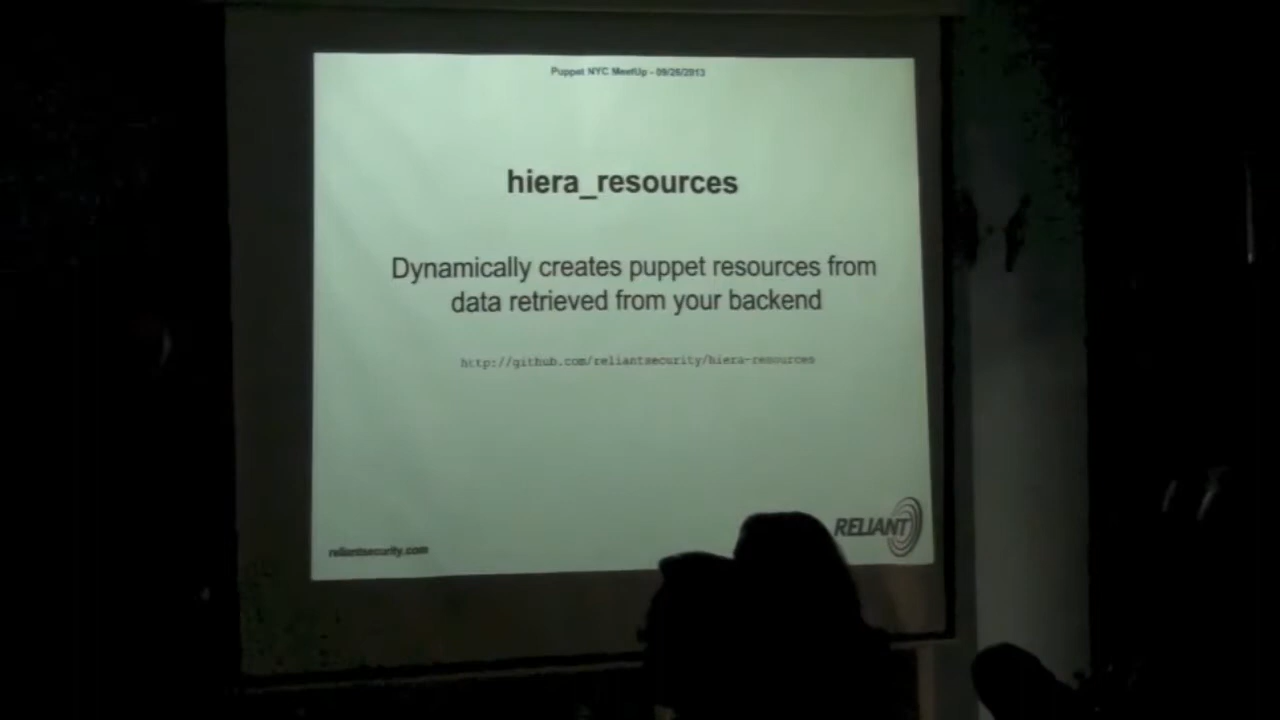 Puppet NYC MeetUp - 09/26/2013
hiera_resources
Dynamically creates puppet resources from
data retrieved from your backend
http://github.com/reliantsecurity/hiera-resources
RELIANT
reliantsecurity.com